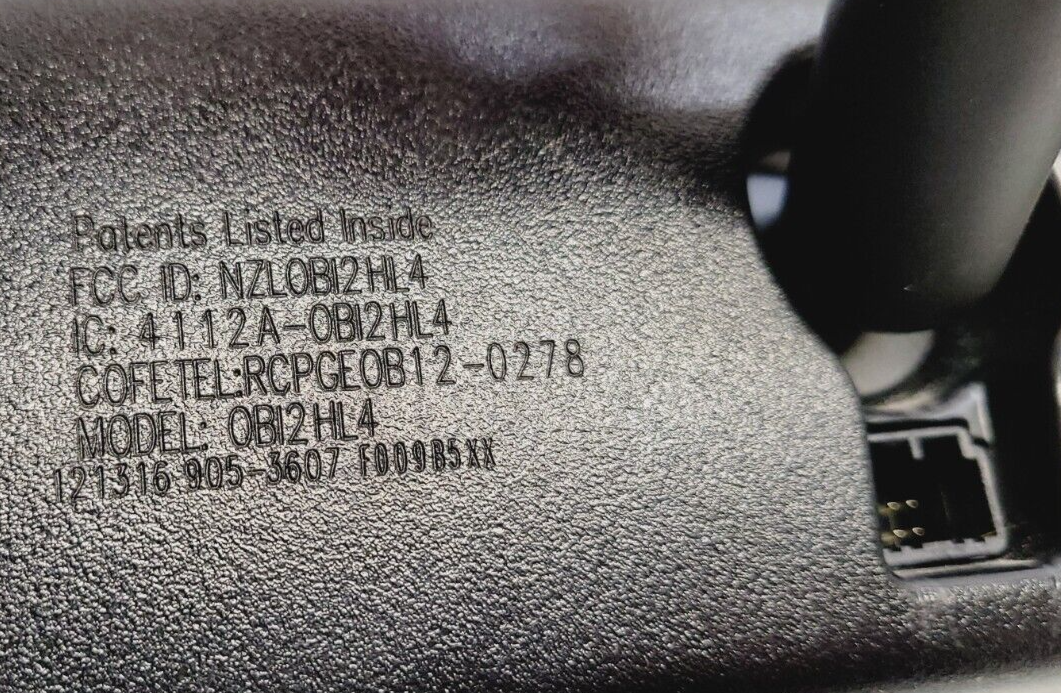 Patents Listed Inside
FCC ID: NZLOBI2HL4
IC: 4112A-OBI2HL4
COFETEL:RCPGEOB12-0278
MODEL: OBI2HL4
121316 905-3607 F009B5XX